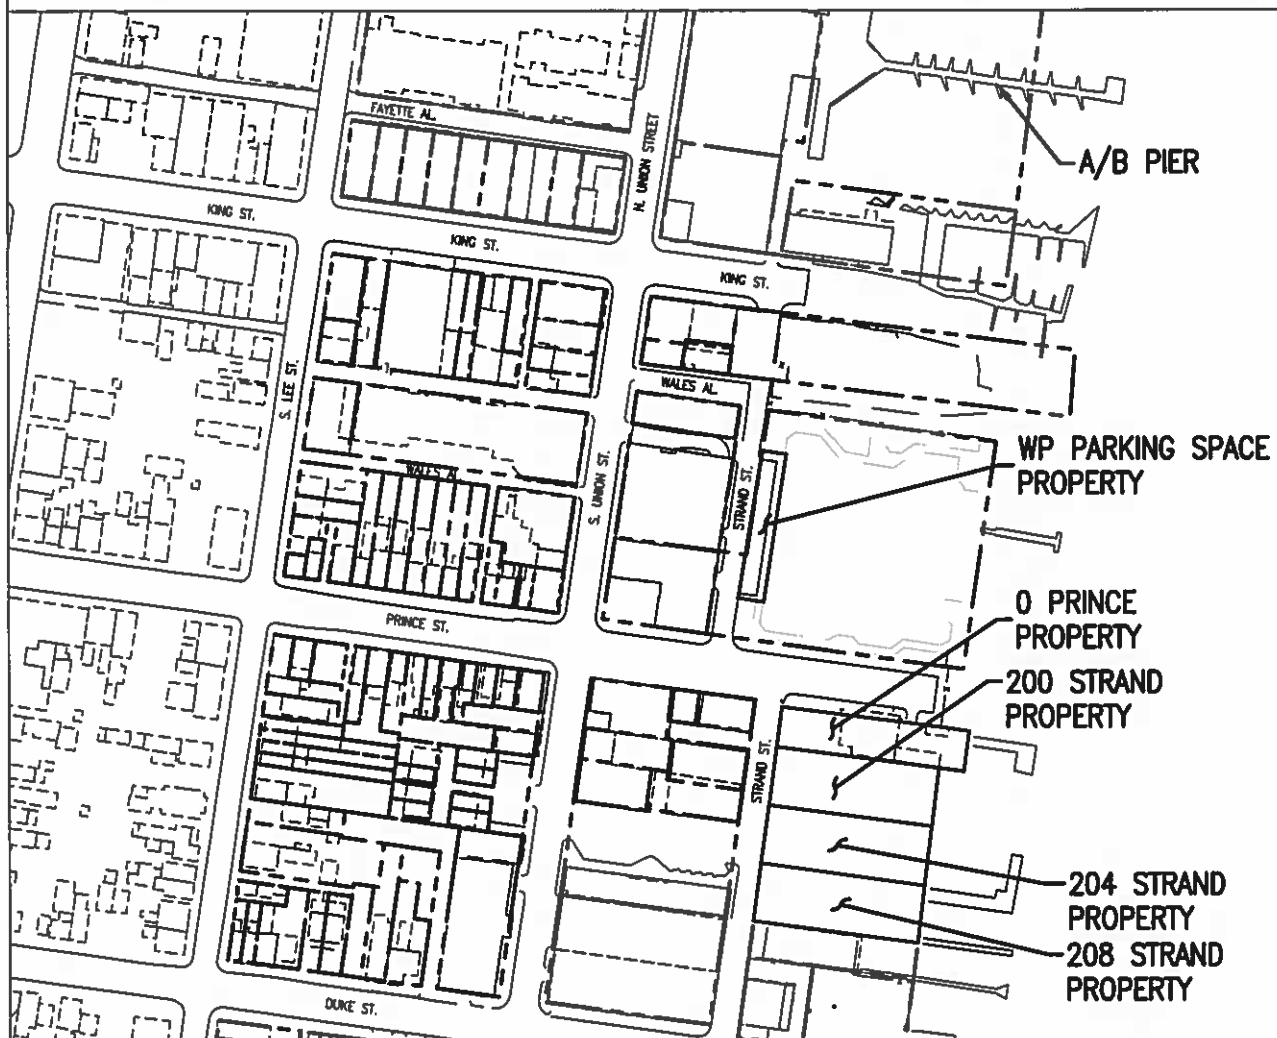 FAYETTE AL.
N. UNION STREET
A/B PIER
KING ST.
KING ST.
KING ST.
S. LEE ST.
WALES AL.
WP PARKING SPACE
PROPERTY
WALES AL.
S. UNION ST.
STRAND ST.
0 PRINCE
PROPERTY
PRINCE ST.
200 STRAND
PROPERTY
STRAND ST.
204 STRAND
PROPERTY
208 STRAND
PROPERTY
DUKE ST.